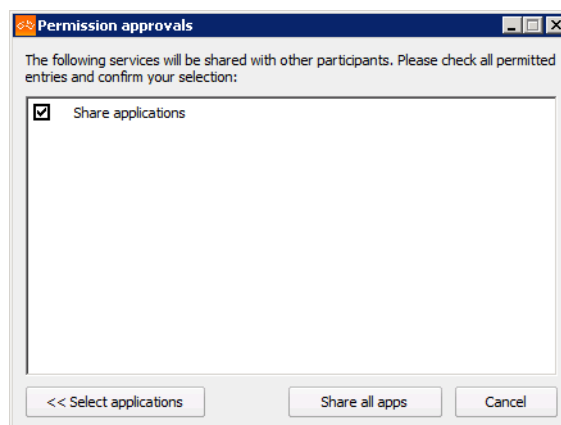 Permission approvals
The following services will be shared with other participants. Please check all permitted
entries and confirm your selection:
Share applications
<< Select applications
Share all apps
Cancel